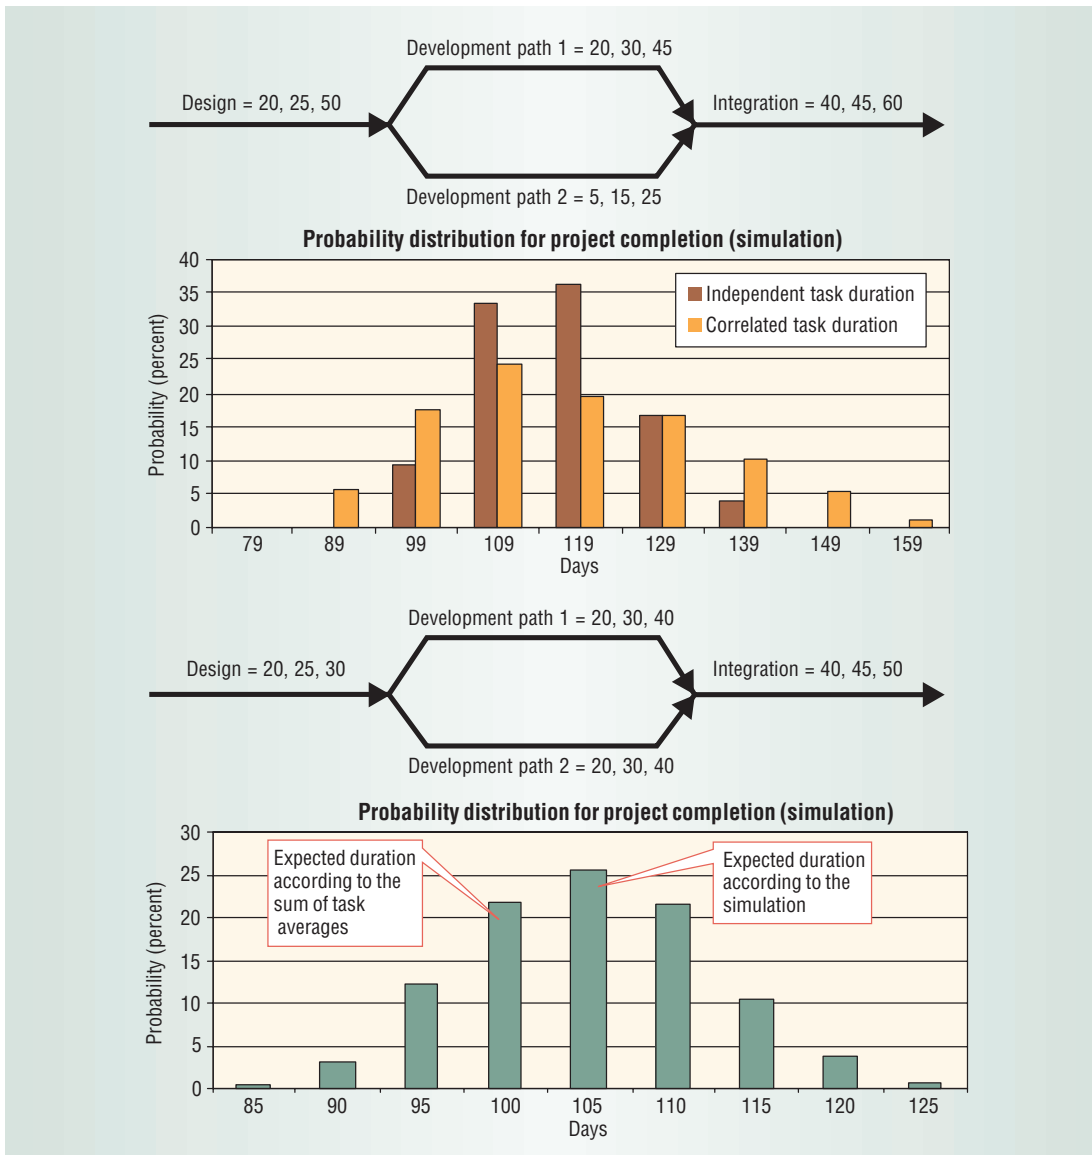 Development path 1 = 20, 30, 45
Design = 20, 25, 50
Integration = 40, 45, 60
Development path 2 = 5, 15, 25
Probability distribution for project completion (simulation)
Probability (percent)
40
35
30
25
20
15
10
5
0
Independent task duration
Correlated task duration
79 89 99 109 119 129 139 149 159
Days
Development path 1 = 20, 30, 40
Design = 20, 25, 30
Integration = 40, 45, 50
Development path 2 = 20, 30, 40
Probability distribution for project completion (simulation)
Probability (percent)
30
25
20
15
10
5
0
Expected duration
according to the
sum of task
averages
Expected duration
according to the
simulation
85 90 95 100 105 110 115 120 125
Days